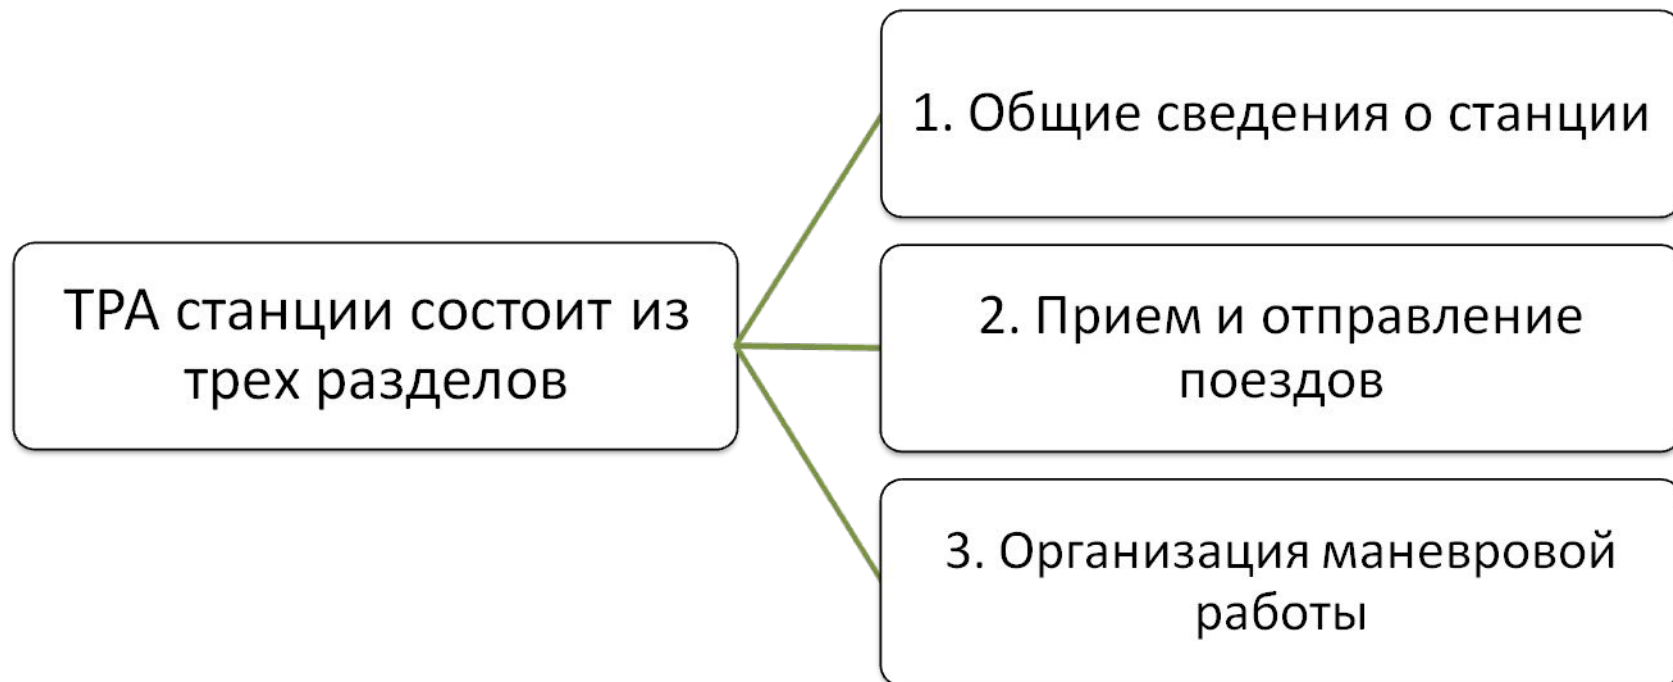 ТРА станции состоит из
трех разделов
1. Общие сведения о станции
2. Прием и отправление
поездов
3. Организация маневровой
работы